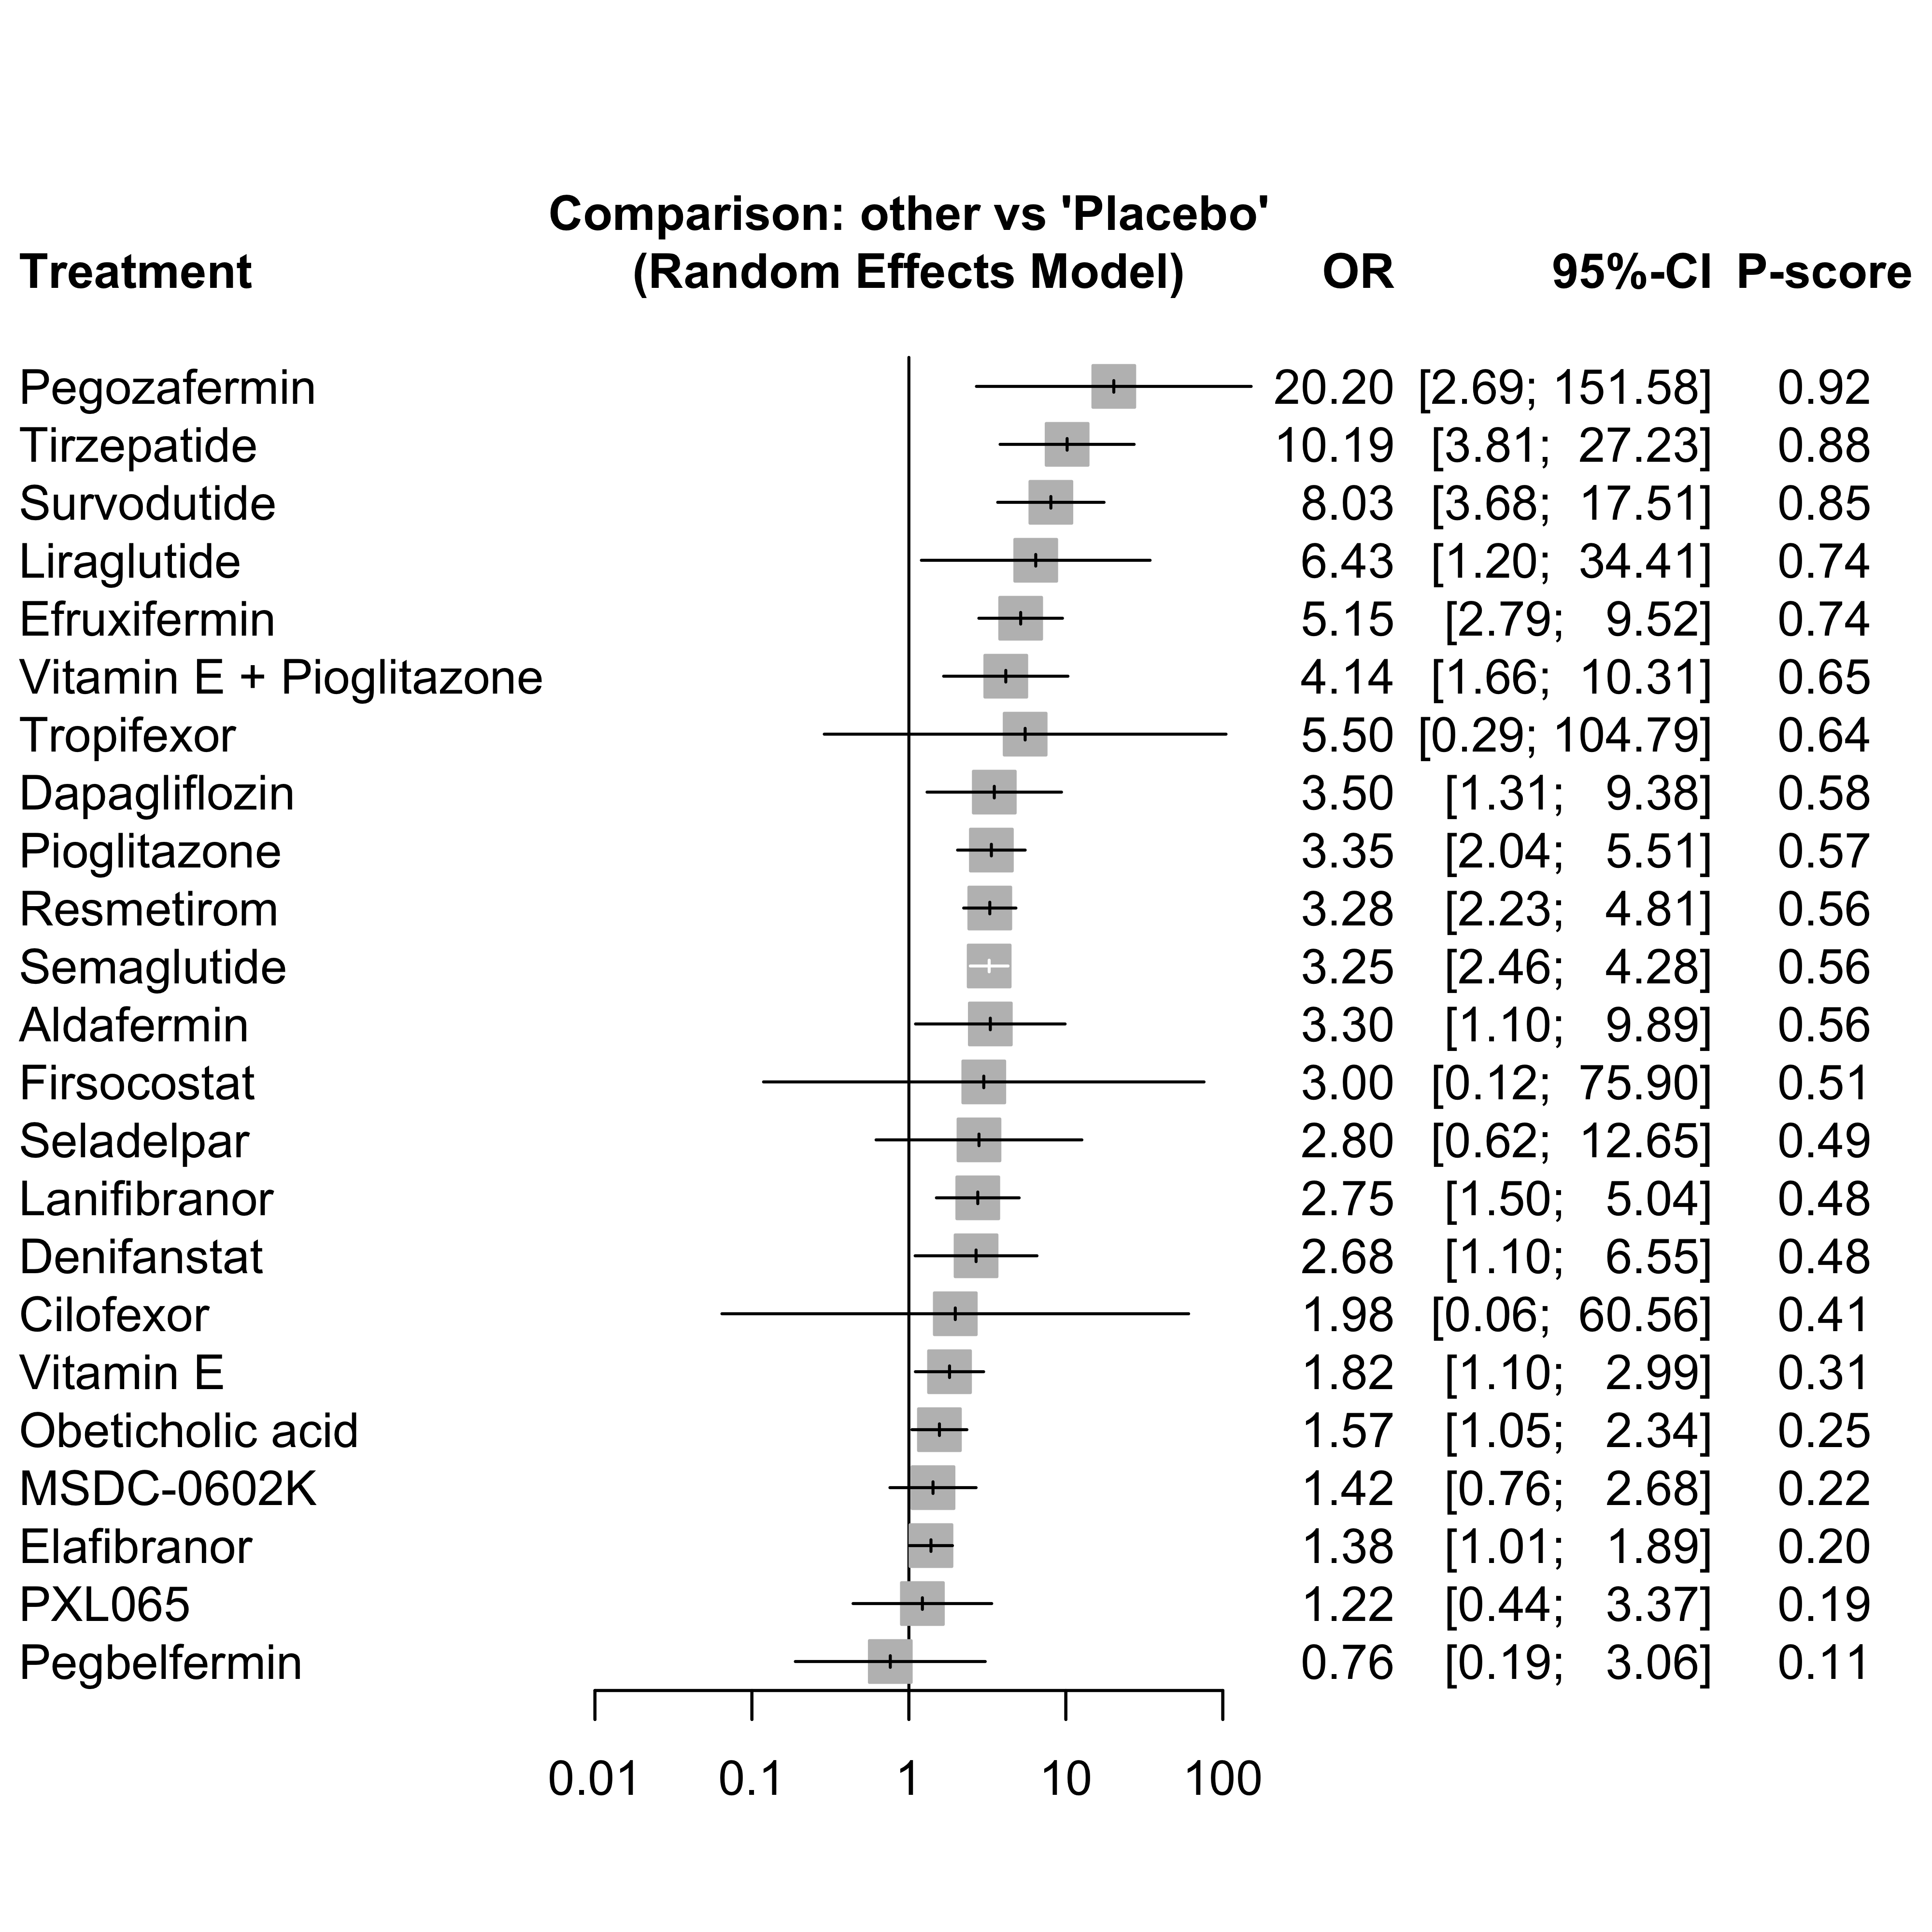 Comparison: other vs 'Placebo'
Treatment (Random Effects Model) OR 95%-CI P-score
Pegozafermin 20.20 [2.69; 151.58] 0.92
Tirzepatide 10.19 [3.81; 27.23] 0.88
Survodutide 8.03 [3.68; 17.51] 0.85
Liraglutide 6.43 [1.20; 34.41] 0.74
Efruxifermin 5.15 [2.79; 9.52] 0.74
Vitamin E + Pioglitazone 4.14 [1.66; 10.31] 0.65
Tropifexor 5.50 [0.29; 104.79] 0.64
Dapagliflozin 3.50 [1.31; 9.38] 0.58
Pioglitazone 3.35 [2.04; 5.51] 0.57
Resmetirom 3.28 [2.23; 4.81] 0.56
Semaglutide 3.25 [2.46; 4.28] 0.56
Aldafermin 3.30 [1.10; 9.89] 0.56
Firsocostat 3.00 [0.12; 75.90] 0.51
Seladelpar 2.80 [0.62; 12.65] 0.49
Lanifibranor 2.75 [1.50; 5.04] 0.48
Denifanstat 2.68 [1.10; 6.55] 0.48
Cilofexor 1.98 [0.06; 60.56] 0.41
Vitamin E 1.82 [1.10; 2.99] 0.31
Obeticholic acid 1.57 [1.05; 2.34] 0.25
MSDC-0602K 1.42 [0.76; 2.68] 0.22
Elafibranor 1.38 [1.01; 1.89] 0.20
PXL065 1.22 [0.44; 3.37] 0.19
Pegbelfermin 0.76 [0.19; 3.06] 0.11
0.01 0.1 1 10 100